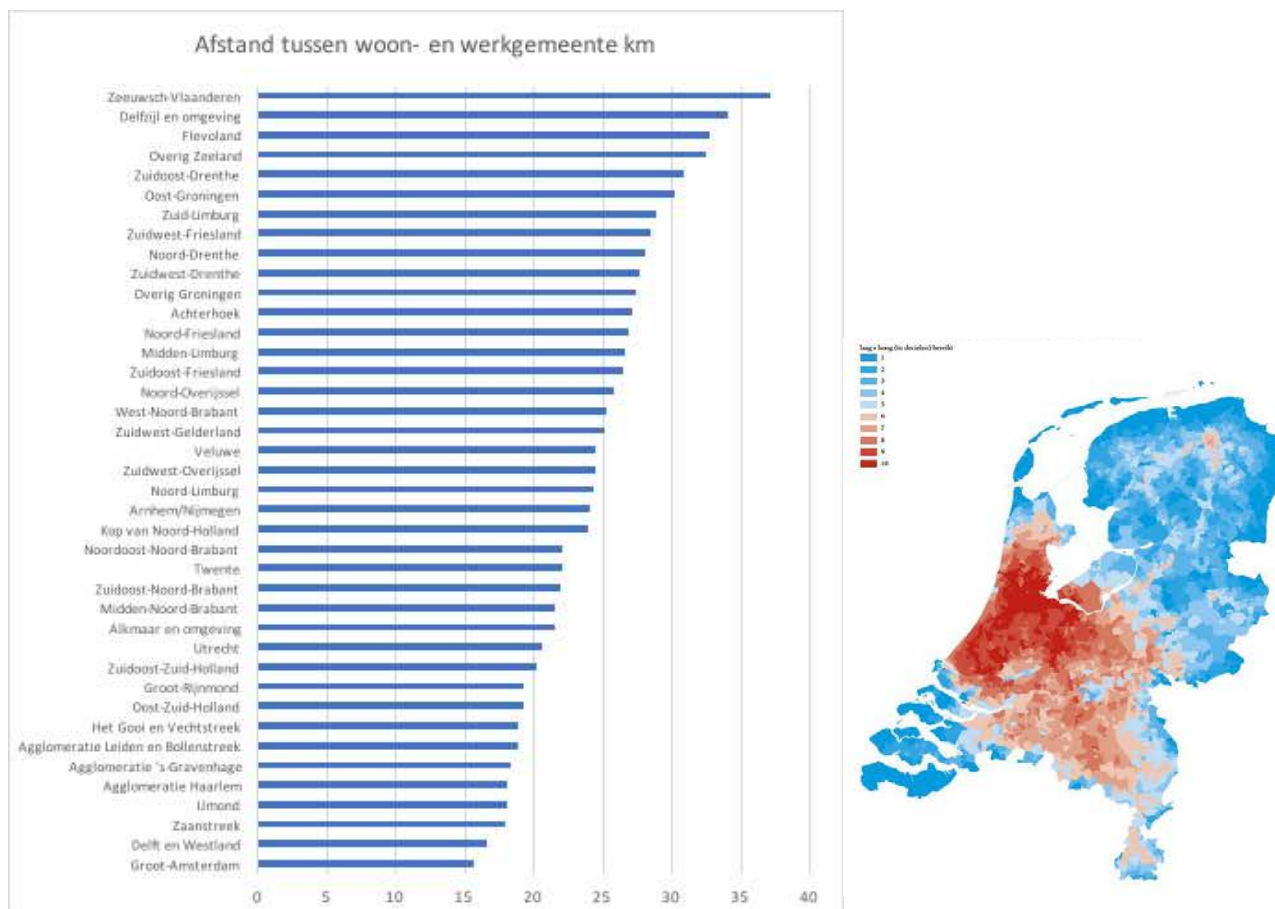 Afstand tussen woon- en werkgemeente km
Zeeuwsch-Vlaanderen
Delfzijl en omgeving
Flevoland
Overig Zeeland
Zuidoost-Drenthe
Oost-Groningen
Zuid-Limburg
Zuidwest-Friesland
Noord-Drenthe
Zuidwest-Drenthe
Overig Groningen
Achterhoek
Noord-Friesland
Midden-Limburg
Zuidoost-Friesland
Noord-Overijssel
West-Noord-Brabant
Zuidwest-Gelderland
Veluwe
Zuidwest-Overijssel
Noord-Limburg
Arnhem/Nijmegen
Kop van Noord-Holland
Noordoost-Noord-Brabant
Twente
Zuidoost-Noord-Brabant
Midden-Noord-Brabant
Alkmaar en omgeving
Utrecht
Zuidoost-Zuid-Holland
Groot-Rijnmond
Oost-Zuid-Holland
Het Gooi en Vechtstreek
Agglomeratie Leiden en Bollenstreek
Agglomeratie 's-Gravenhage
Agglomeratie Haarlem
IJmond
Zaanstreek
Delft en Westland
Groot-Amsterdam
0 5 10 15 20 25 30 35 40
laag - hoog (in decielen) bereikt
1
2
3
4
5
6
7
8
9
10